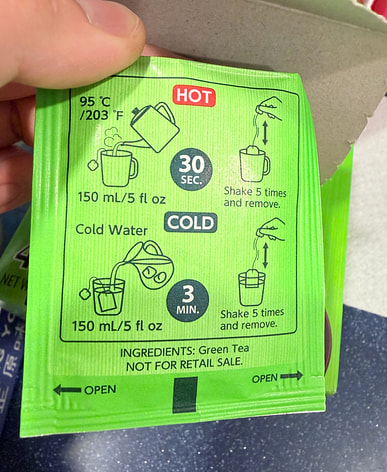 HOT
95 ℃
/203 ℉
30
SEC.
150 mL/5 fl oz
Shake 5 times
and remove.
COLD
Cold Water
3
MIN.
150 mL/5 fl oz
Shake 5 times
and remove.
INGREDIENTS: Green Tea
NOT FOR RETAIL SALE.
OPEN
OPEN